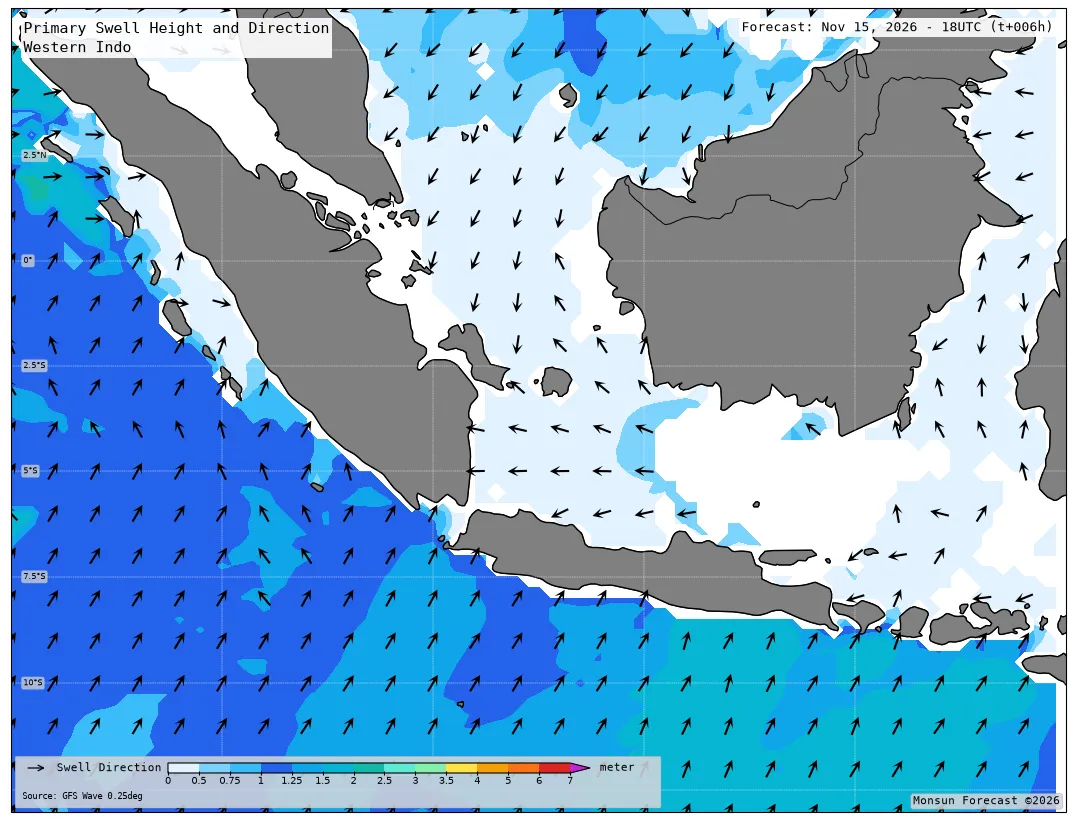 Primary Swell Height and Direction
Western Indo
Forecast: Nov 15, 2026 - 18UTC (t+006h)
2.5°N
0°
2.5°S
5°S
7.5°S
10°S
Swell Direction
meter
0 0.5 0.75 1 1.25 1.5 2 2.5 3 3.5 4 5 6 7
Source: GFS Wave 0.25deg
Monsun Forecast ©2026